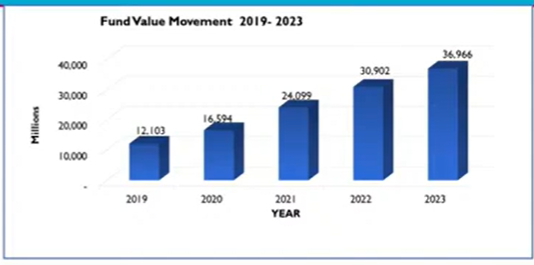 Fund Value Movement 2019- 2023
40,000
30,000
20,000
10,000
-
Millions
12,103
16,594
24,099
30,902
36,966
2019 2020 2021 2022 2023
YEAR